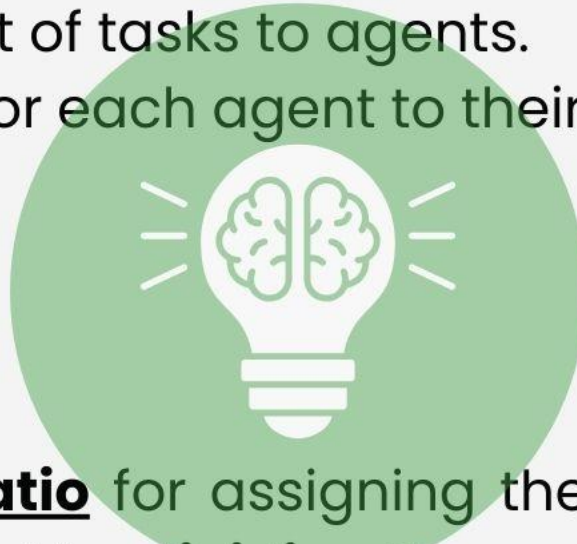 t of tasks to agents.
or each agent to their
atio for assigning the